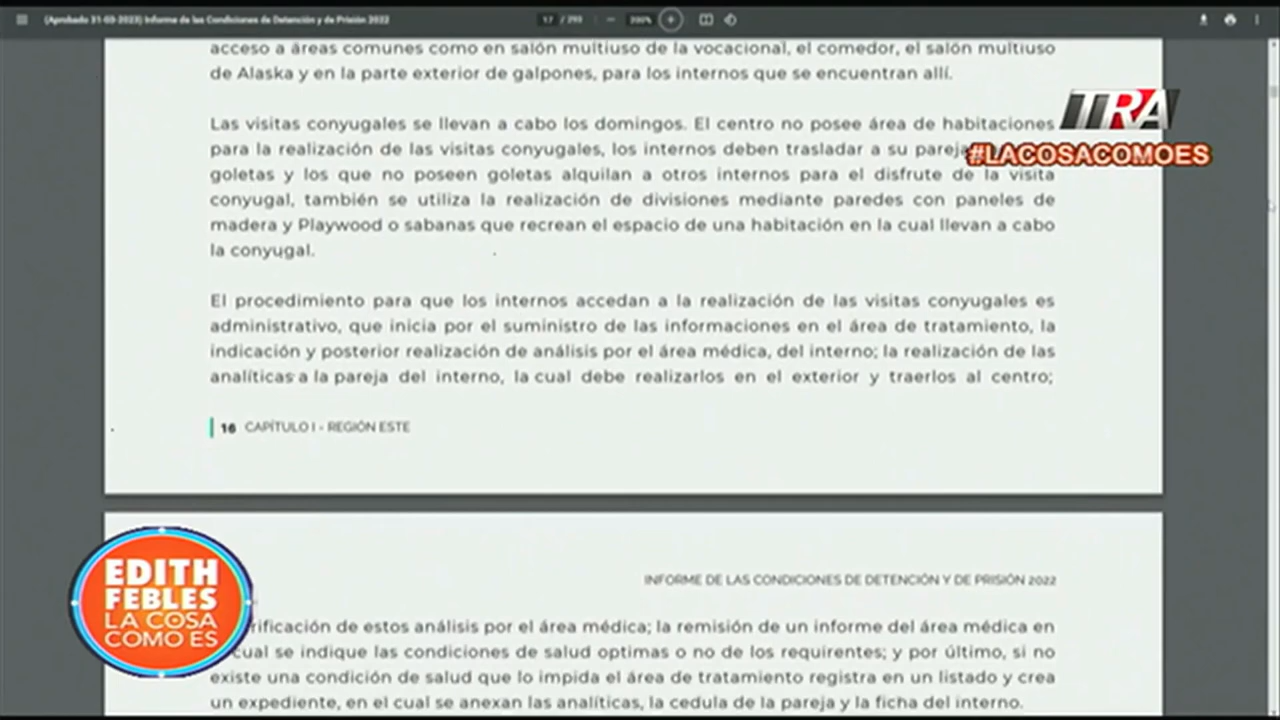 (Aprobado 31-03-2023) Informe de las Condiciones de Detención y de Prisión 2022
17 / 293
200%
acceso a áreas comunes como en salón multiuso de la vocacional, el comedor, el salón multiuso
de Alaska y en la parte exterior de galpones, para los internos que se encuentran allí.
TRA
#LACOSACOMOES
Las visitas conyugales se llevan a cabo los domingos. El centro no posee área de habitaciones
para la realización de las visitas conyugales, los internos deben trasladar a su pareja
goletas y los que no poseen goletas alquilan a otros internos para el disfrute de la visita
conyugal, también se utiliza la realización de divisiones mediante paredes con paneles de
madera y Playwood o sabanas que recrean el espacio de una habitación en la cual llevan a cabo
la conyugal.
El procedimiento para que los internos accedan a la realización de las visitas conyugales es
administrativo, que inicia por el suministro de las informaciones en el área de tratamiento, la
indicación y posterior realización de análisis por el área médica, del interno; la realización de las
analíticas a la pareja del interno, la cual debe realizarlos en el exterior y traerlos al centro;
16 CAPÍTULO I - REGIÓN ESTE
INFORME DE LAS CONDICIONES DE DETENCIÓN Y DE PRISIÓN 2022
rificación de estos análisis por el área médica; la remisión de un informe del área médica en
cual se indique las condiciones de salud optimas o no de los requirentes; y por último, si no
existe una condición de salud que lo impida el área de tratamiento registra en un listado y crea
un expediente, en el cual se anexan las analíticas, la cedula de la pareja y la ficha del interno.
EDITH
FEBLES
LA COSA
COMO ES